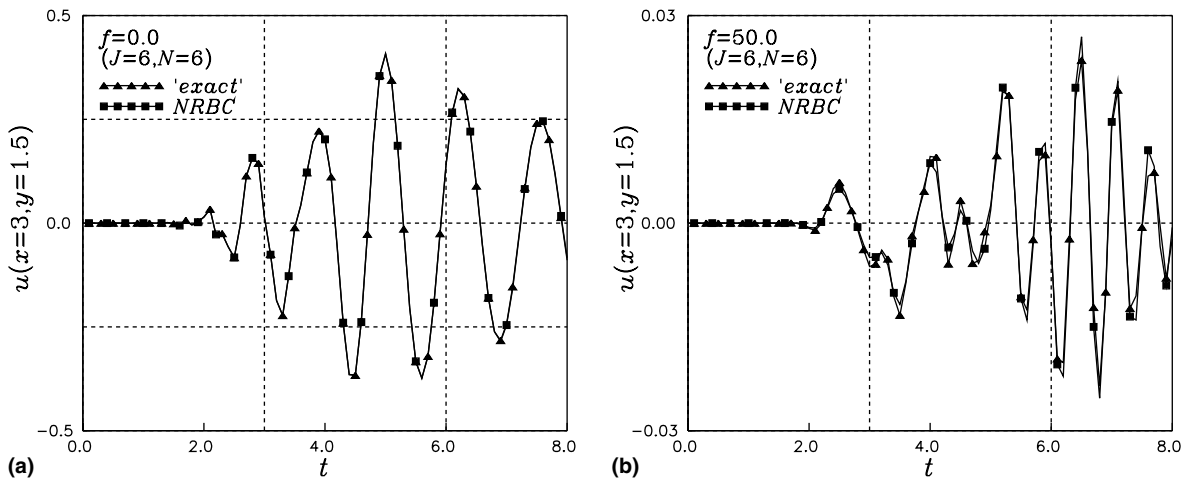 0.5
f=0.0
(J=6,N=6)
'exact'
NRBC
u(x=3,y=1.5)
0.0
−0.5
0.0
2.0
4.0
6.0
8.0
(a)
t
0.03
f=50.0
(J=6,N=6)
'exact'
NRBC
u(x=3,y=1.5)
0.00
−0.03
0.0
2.0
4.0
6.0
8.0
(b)
t